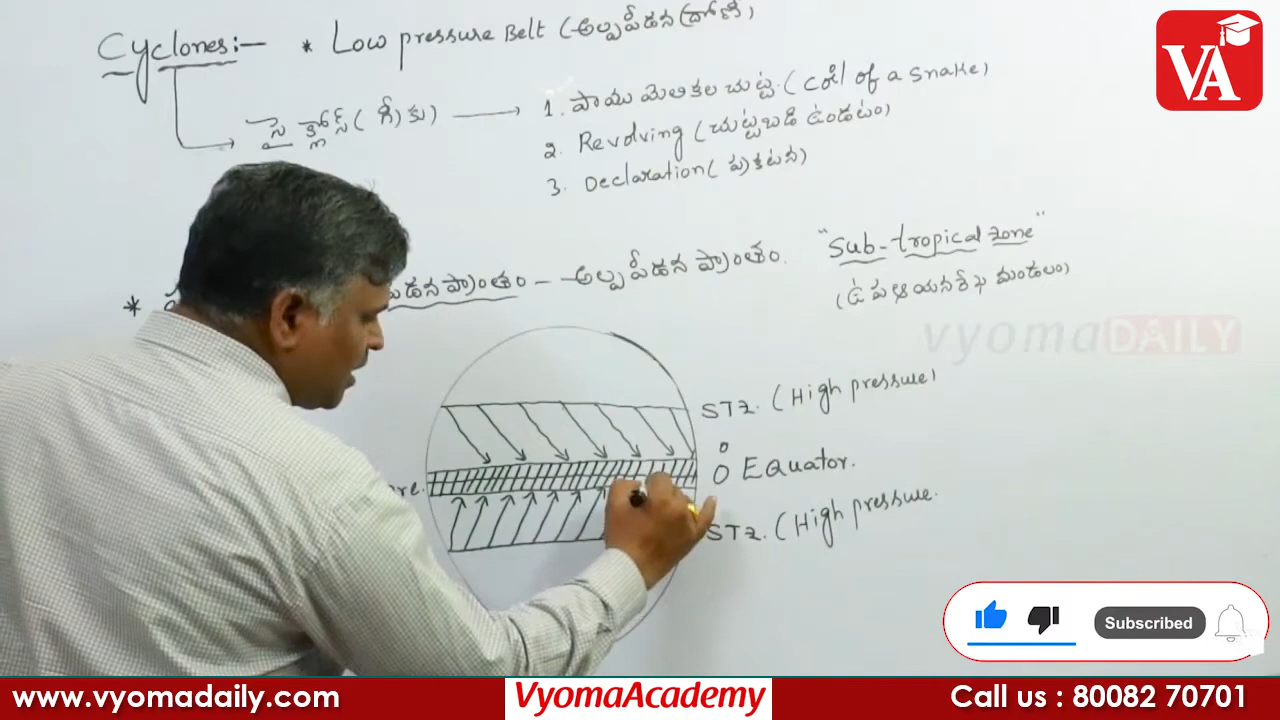 Cyclones:- * Low pressure Belt (అల్పపీడన ద్రోణి)
సైక్లోన్స్ (గ్రీకు) → 1. పాము మెలికల చుట్ట. (coil of a snake)
2. Revolving (చుట్టబడి ఉండటం)
3. Declaration (ప్రకటన)
* పీడనప్రాంతం - అల్పపీడన ప్రాంతం. "Sub-tropical zone"
(ఉపఆయనరేఖ మండలం)
STZ. (High pressure)
0° Equator.
STZ. (High pressure.
VA
vyomaDAILY
Subscribed
www.vyomadaily.com VyomaAcademy Call us : 80082 70701